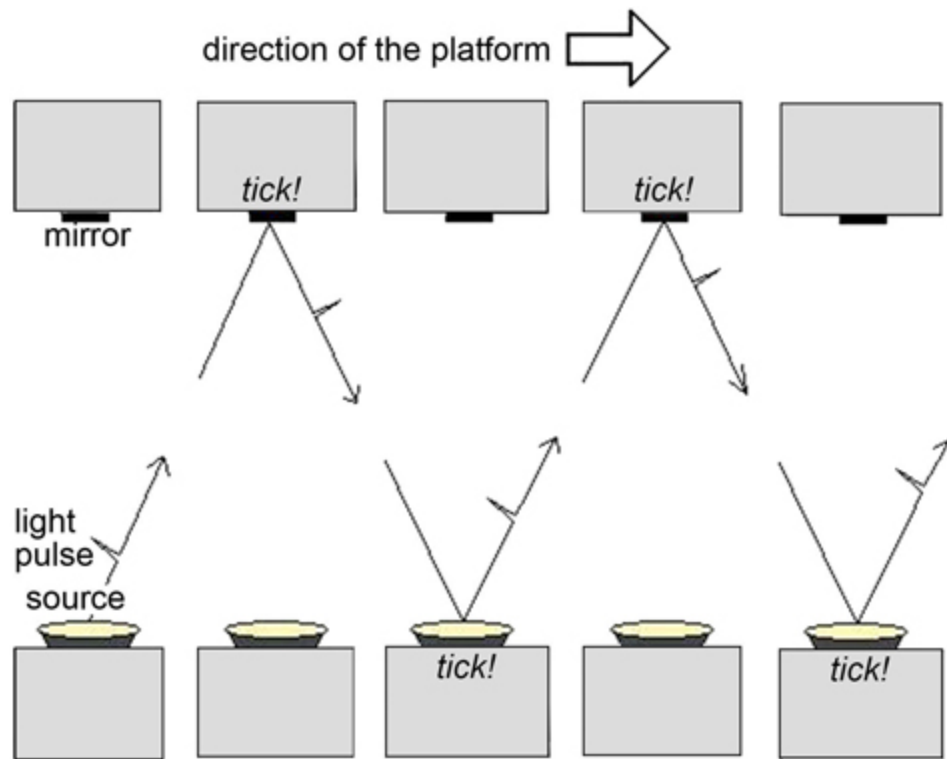 direction of the platform
tick!
tick!
mirror
light
pulse
source
tick!
tick!